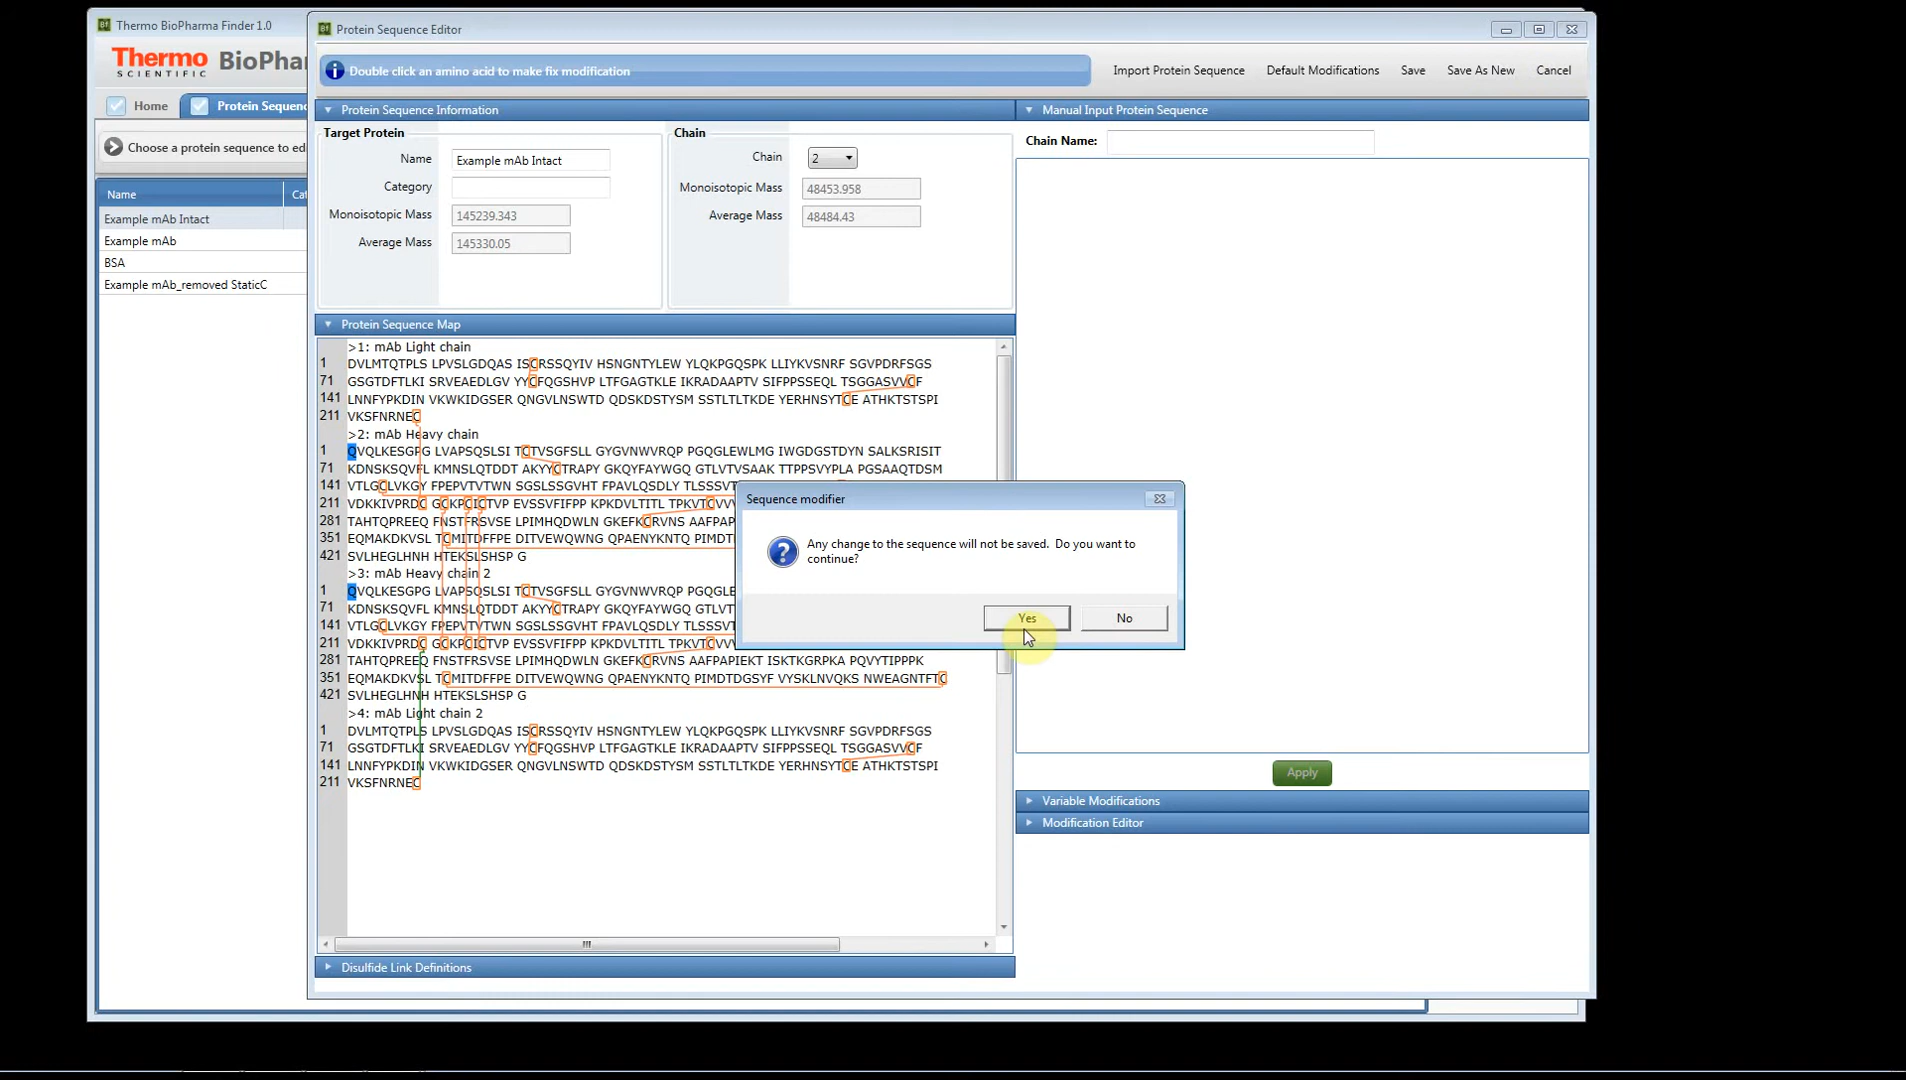 Thermo BioPharma Finder 1.0
Thermo
SCIENTIFIC
BioPha
Home
Protein Sequenc
Choose a protein sequence to edi
Name
Cat
Example mAb Intact
Example mAb
BSA
Example mAb_removed StaticC
Protein Sequence Editor
Double click an amino acid to make fix modification
Import Protein Sequence
Default Modifications
Save
Save As New
Cancel
Protein Sequence Information
Target Protein
Name
Example mAb Intact
Category
Monoisotopic Mass
145239.343
Average Mass
145330.05
Chain
Chain
2
Monoisotopic Mass
48453.958
Average Mass
48484.43
Protein Sequence Map
>1: mAb Light chain
1 DVLMTQTPLS LPVSLGDQAS ISCRSSQYIV HSNGNTYLEW YLQKPGQSPK LLIYKVSNRF SGVPDRFSGS
71 GSGTDFTLKI SRVEAEDLGV YYCFQGSHVP LTFGAGTKLE IKRADAAPTV SIFPPSSEQL TSGGASVVCF
141 LNNFYPKDIN VKWKIDGSER QNGVLNSWTD QDSKDSTYSM SSTLTLTKDE YERHNSYTCE ATHKTSTSPI
211 VKSFNRNEC
>2: mAb Heavy chain
1 QVQLKESGPG LVAPSQSLSI TCTVSGFSLL GYGVNWVRQP PGQGLEWLMG IWGDGSTDYN SALKSRISIT
71 KDNSKSQVFL KMNSLQTDDT AKYYCTRAPY GKQYFAYWGQ GTLVTVSAAK TTPPSVYPLA PGSAAQTDSM
141 VTLGCLVKGY FPEPVTVTWN SGSLSSGVHT FPAVLQSDLY TLSSSVT
211 VDKKIVPRDC GCKPCICTVP EVSSVFIFPP KPKDVLTITL TPKVTCVV
281 TAHTQPREEQ FNSTFRSVSE LPIMHQDWLN GKEFKCRVNS AAFPAP
351 EQMAKDKVSL TCMITDFFPE DITVEWQWNG QPAENYKNTQ PIMDT
421 SVLHEGLHNH HTEKSLSHSP G
>3: mAb Heavy chain 2
1 QVQLKESGPG LVAPSQSLSI TCTVSGFSLL GYGVNWVRQP PGQGLE
71 KDNSKSQVFL KMNSLQTDDT AKYYCTRAPY GKQYFAYWGQ GTLVT
141 VTLGCLVKGY FPEPVTVTWN SGSLSSGVHT FPAVLQSDLY TLSSSVT
211 VDKKIVPRDC GCKPCICTVP EVSSVFIFPP KPKDVLTITL TPKVTCVV
281 TAHTQPREEQ FNSTFRSVSE LPIMHQDWLN GKEFKCRVNS AAFPAPIEKT ISKTKGRPKA PQVYTIPPPK
351 EQMAKDKVSL TCMITDFFPE DITVEWQWNG QPAENYKNTQ PIMDTDGSYF VYSKLNVQKS NWEAGNTFTC
421 SVLHEGLHNH HTEKSLSHSP G
>4: mAb Light chain 2
1 DVLMTQTPLS LPVSLGDQAS ISCRSSQYIV HSNGNTYLEW YLQKPGQSPK LLIYKVSNRF SGVPDRFSGS
71 GSGTDFTLKI SRVEAEDLGV YYCFQGSHVP LTFGAGTKLE IKRADAAPTV SIFPPSSEQL TSGGASVVCF
141 LNNFYPKDIN VKWKIDGSER QNGVLNSWTD QDSKDSTYSM SSTLTLTKDE YERHNSYTCE ATHKTSTSPI
211 VKSFNRNEC
Disulfide Link Definitions
Manual Input Protein Sequence
Chain Name:
Apply
Variable Modifications
Modification Editor
Sequence modifier
Any change to the sequence will not be saved. Do you want to
continue?
Yes
No